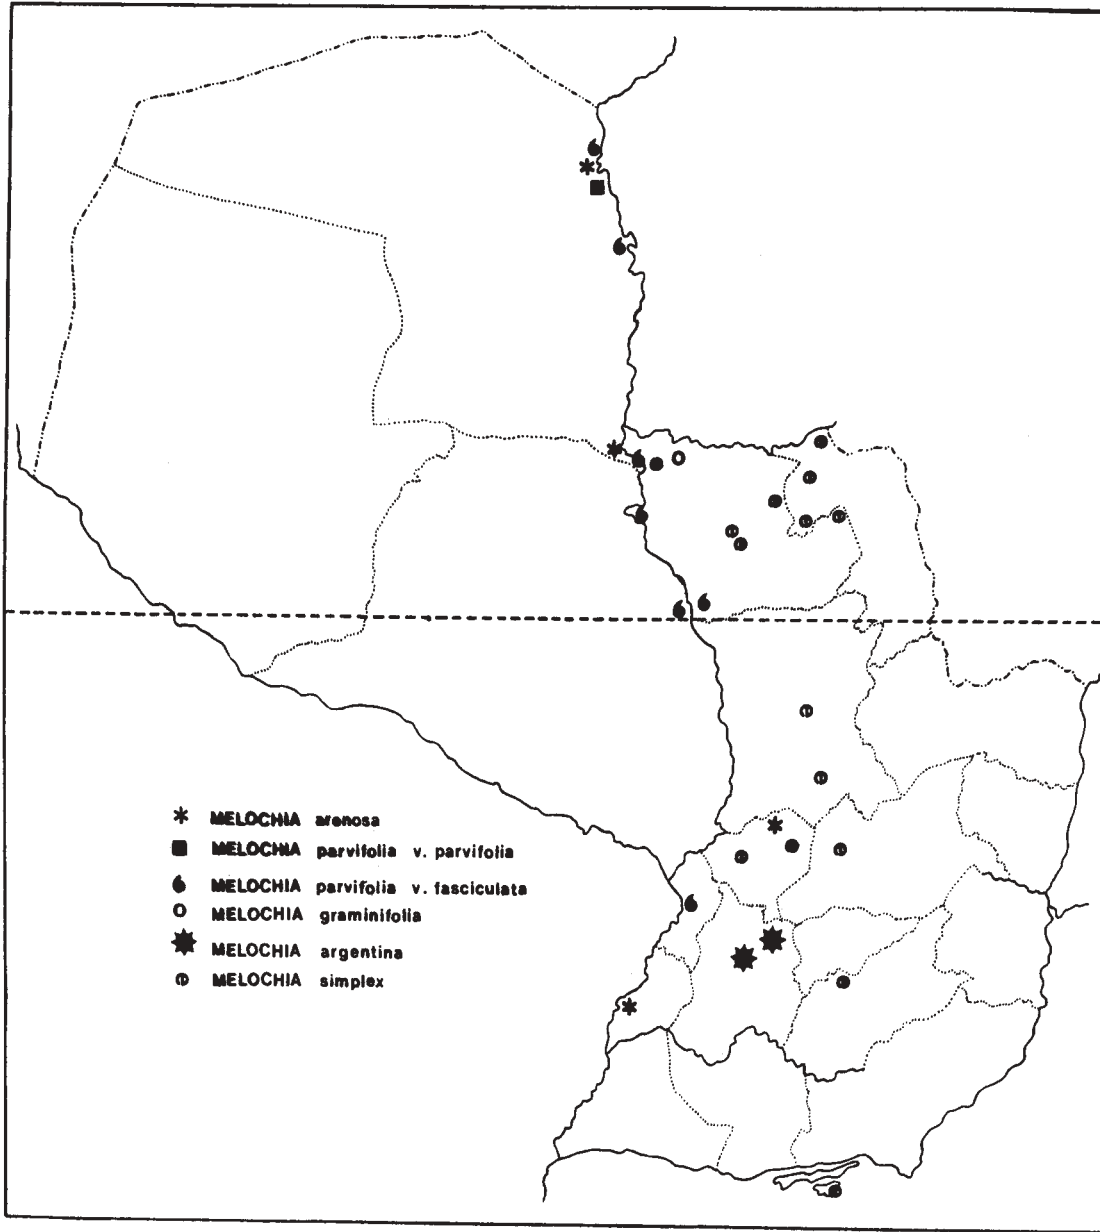 MELOCHIA arenosa
MELOCHIA parvifolia v. parvifolia
MELOCHIA parvifolia v. fasciculata
MELOCHIA graminifolia
MELOCHIA argentina
MELOCHIA simplex